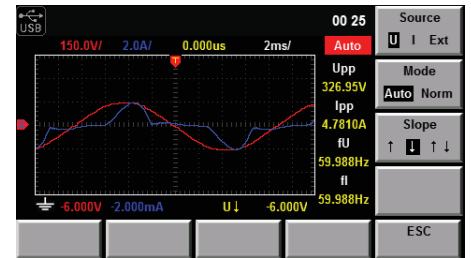 USB
00 25
150.0V/ 2.0A/ 0.000us 2ms/ Auto
T
Upp
326.95V
Ipp
4.7810A
fU
59.988Hz
fI
59.988Hz
-6.000V -2.000mA U↓ -6.000V
Source
U I Ext
Mode
Auto Norm
Slope
↑ ↓ ↑↓
ESC